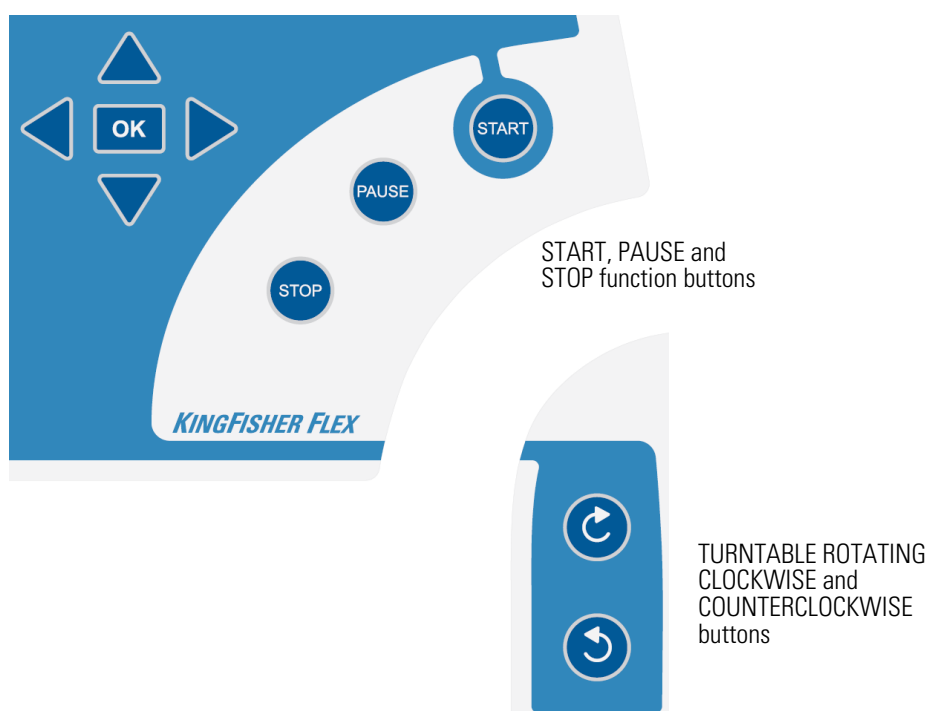 OK
START
PAUSE
STOP
START, PAUSE and
STOP function buttons
KINGFISHER FLEX
TURNTABLE ROTATING
CLOCKWISE and
COUNTERCLOCKWISE
buttons